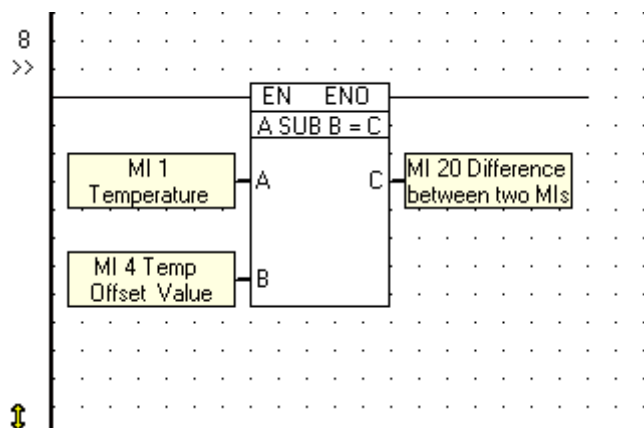 8
>>
EN ENO
A SUB B = C
MI 1
Temperature
A
C
MI 20 Difference
between two MIs
MI 4 Temp
Offset Value
B